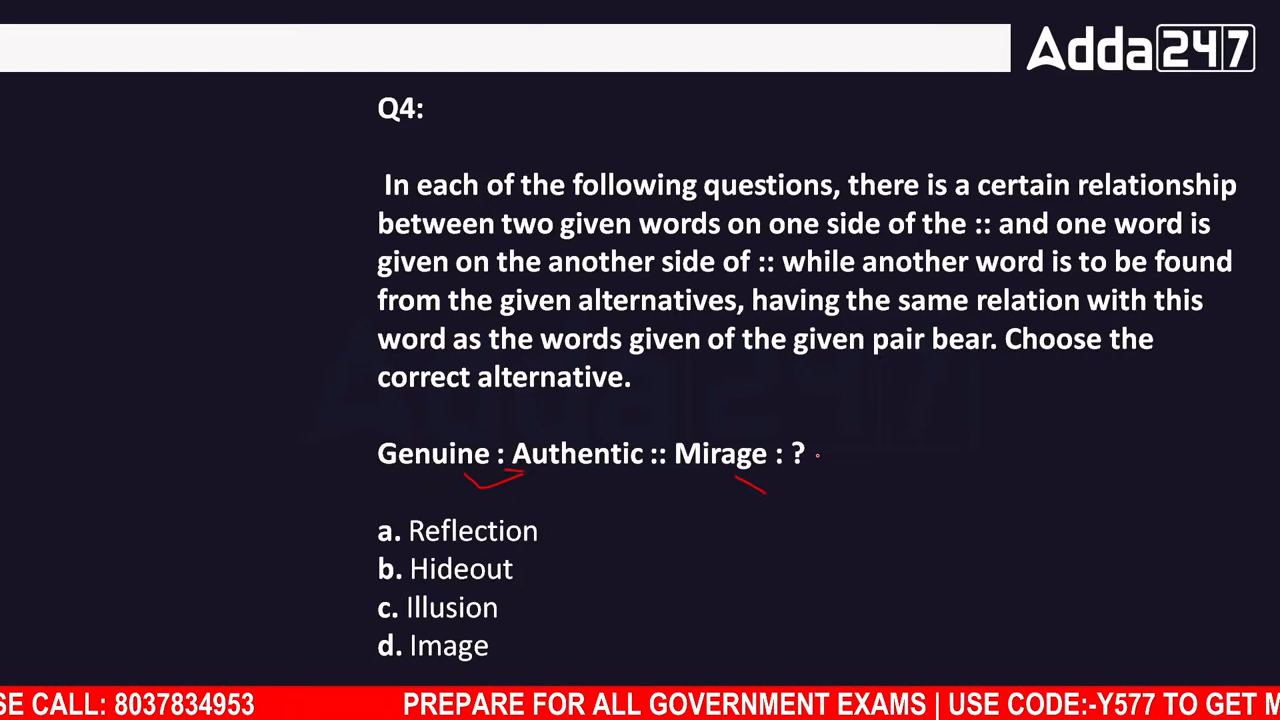 Adda247
Q4:
In each of the following questions, there is a certain relationship
between two given words on one side of the :: and one word is
given on the another side of :: while another word is to be found
from the given alternatives, having the same relation with this
word as the words given of the given pair bear. Choose the
correct alternative.
Genuine : Authentic :: Mirage : ?
a. Reflection
b. Hideout
c. Illusion
d. Image
SE CALL: 8037834953 PREPARE FOR ALL GOVERNMENT EXAMS | USE CODE:-Y577 TO GET M